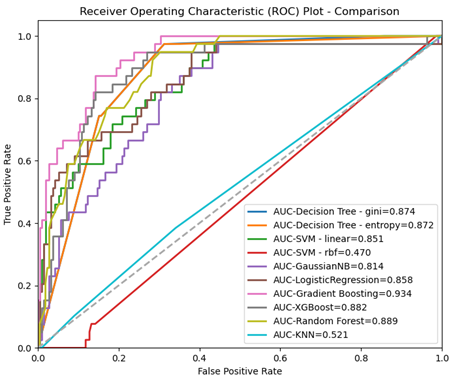 Receiver Operating Characteristic (ROC) Plot - Comparison
1.0
0.8
0.6
0.4
0.2
0.0
True Positive Rate
AUC-Decision Tree - gini=0.874
AUC-Decision Tree - entropy=0.872
AUC-SVM - linear=0.851
AUC-SVM - rbf=0.470
AUC-GaussianNB=0.814
AUC-LogisticRegression=0.858
AUC-Gradient Boosting=0.934
AUC-XGBoost=0.882
AUC-Random Forest=0.889
AUC-KNN=0.521
0.0 0.2 0.4 0.6 0.8 1.0
False Positive Rate